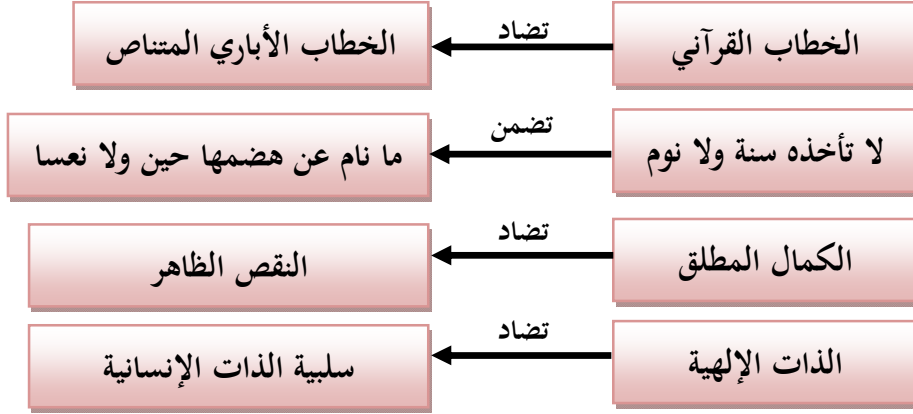 الخطاب القرآني تضاد الخطاب الأباري المتناص
لا تأخذه سنة ولا نوم تضمن ما نام عن هضمها حين ولا نعسا
الكمال المطلق تضاد النقص الظاهر
الذات الإلهية تضاد سلبية الذات الإنسانية